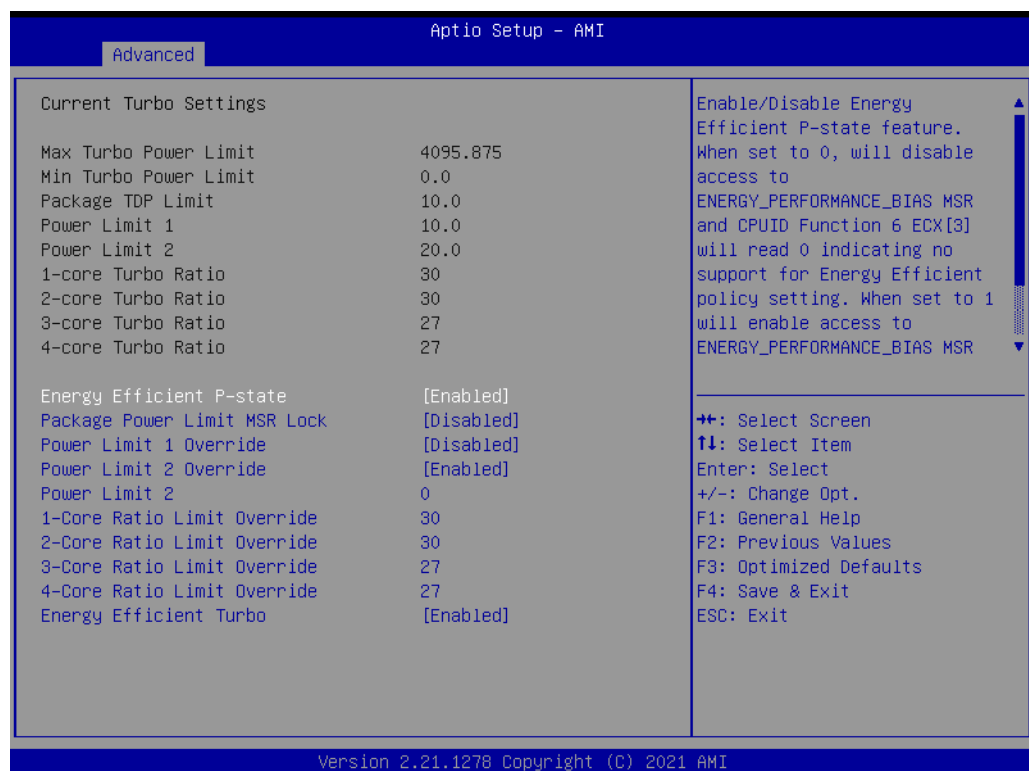 Aptio Setup - AMI
Advanced
Current Turbo Settings
Max Turbo Power Limit 4095.875
Min Turbo Power Limit 0.0
Package TDP Limit 10.0
Power Limit 1 10.0
Power Limit 2 20.0
1-core Turbo Ratio 30
2-core Turbo Ratio 30
3-core Turbo Ratio 27
4-core Turbo Ratio 27
Energy Efficient P-state [Enabled]
Package Power Limit MSR Lock [Disabled]
Power Limit 1 Override [Disabled]
Power Limit 2 Override [Enabled]
Power Limit 2 0
1-Core Ratio Limit Override 30
2-Core Ratio Limit Override 30
3-Core Ratio Limit Override 27
4-Core Ratio Limit Override 27
Energy Efficient Turbo [Enabled]
Enable/Disable Energy
Efficient P-state feature.
When set to 0, will disable
access to
ENERGY_PERFORMANCE_BIAS MSR
and CPUID Function 6 ECX[3]
will read 0 indicating no
support for Energy Efficient
policy setting. When set to 1
will enable access to
ENERGY_PERFORMANCE_BIAS MSR
→←: Select Screen
↑↓: Select Item
Enter: Select
+/-: Change Opt.
F1: General Help
F2: Previous Values
F3: Optimized Defaults
F4: Save & Exit
ESC: Exit
Version 2.21.1278 Copyright (C) 2021 AMI